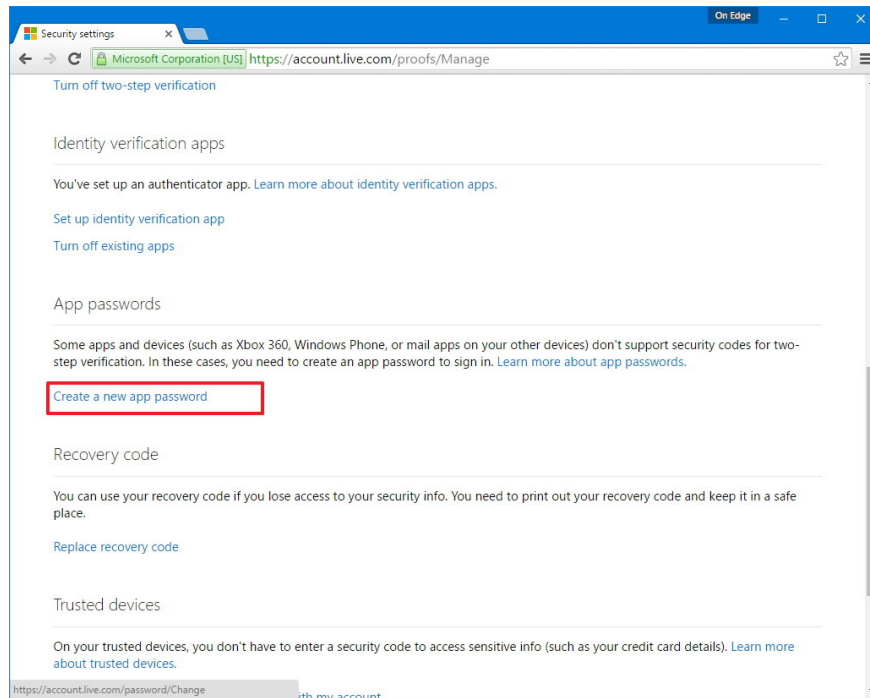 On Edge
Security settings
Microsoft Corporation [US] https://account.live.com/proofs/Manage
Turn off two-step verification
Identity verification apps
You've set up an authenticator app. Learn more about identity verification apps.
Set up identity verification app
Turn off existing apps
App passwords
Some apps and devices (such as Xbox 360, Windows Phone, or mail apps on your other devices) don't support security codes for two-
step verification. In these cases, you need to create an app password to sign in. Learn more about app passwords.
Create a new app password
Recovery code
You can use your recovery code if you lose access to your security info. You need to print out your recovery code and keep it in a safe
place.
Replace recovery code
Trusted devices
On your trusted devices, you don't have to enter a security code to access sensitive info (such as your credit card details). Learn more
about trusted devices.
https://account.live.com/password/Change
ith my account